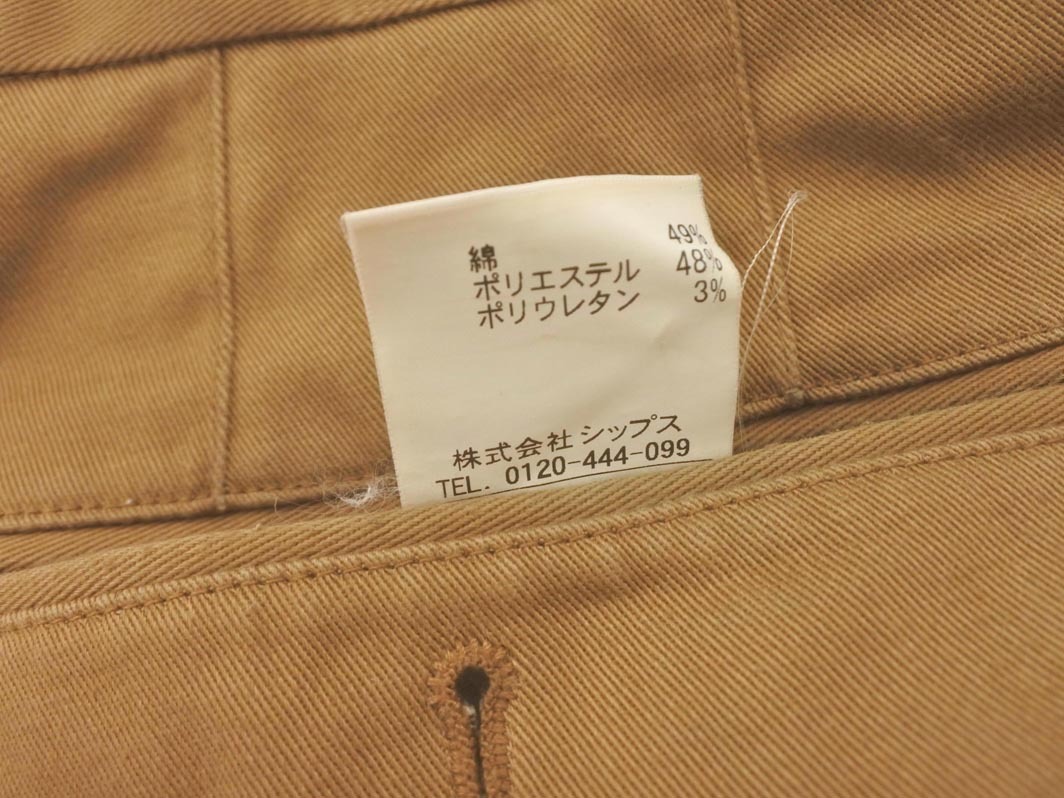 綿 49%
ポリエステル 48%
ポリウレタン 3%
株式会社 シップス
TEL. 0120-444-099